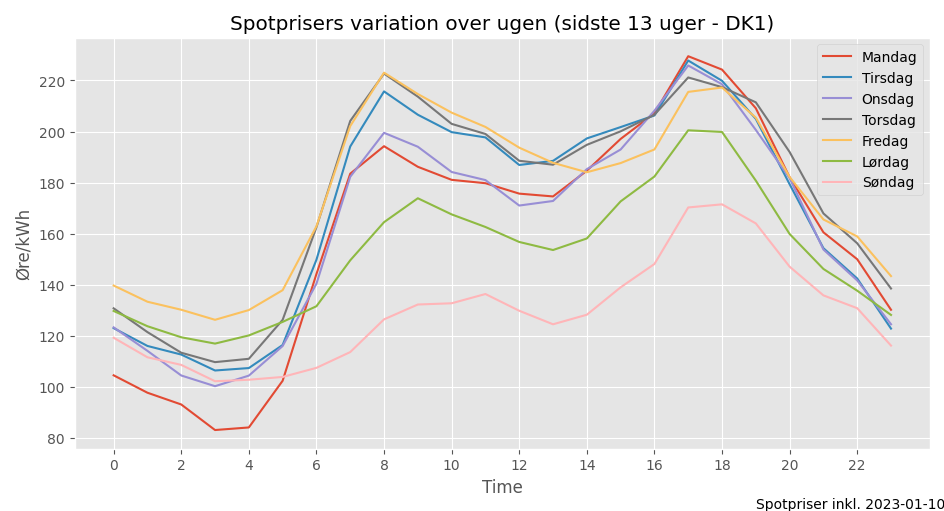 Spotprisers variation over ugen (sidste 13 uger - DK1)
Mandag
Tirsdag
Onsdag
Torsdag
Fredag
Lørdag
Søndag
Øre/kWh
220
200
180
160
140
120
100
80
0 2 4 6 8 10 12 14 16 18 20 22
Time
Spotpriser inkl. 2023-01-10